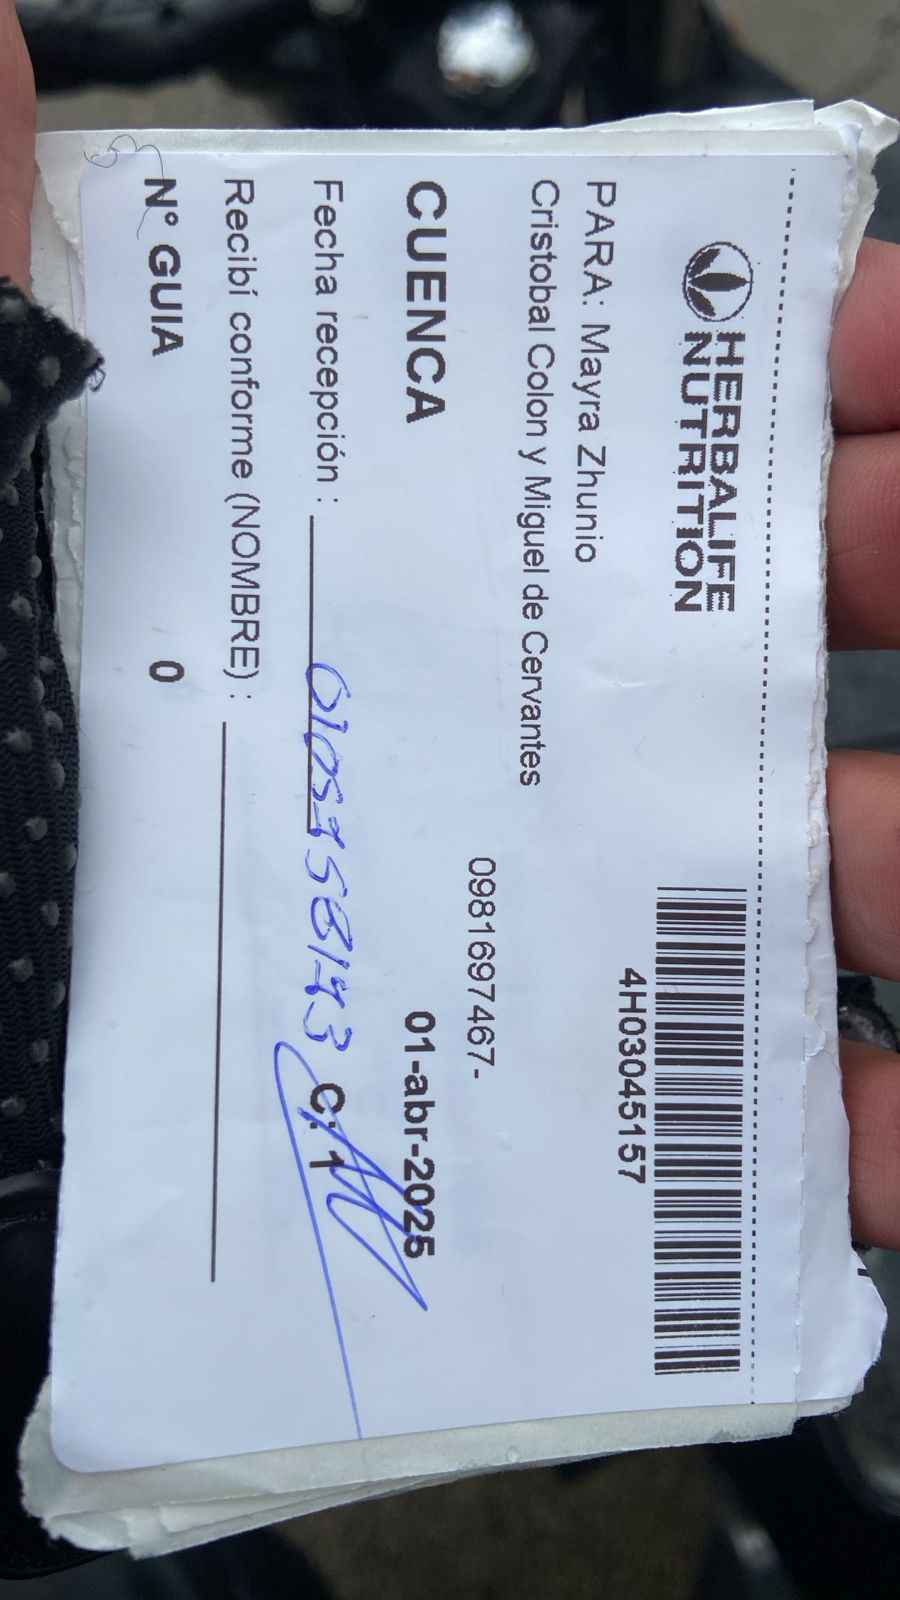 HERBALIFE
NUTRITION
4H03045157
PARA: Mayra Zhunio
Cristobal Colon y Miguel de Cervantes
0981697467-
CUENCA 01-abr-2025
Fecha recepción : C: 1
Recibí conforme (NOMBRE) :
N° GUIA 0